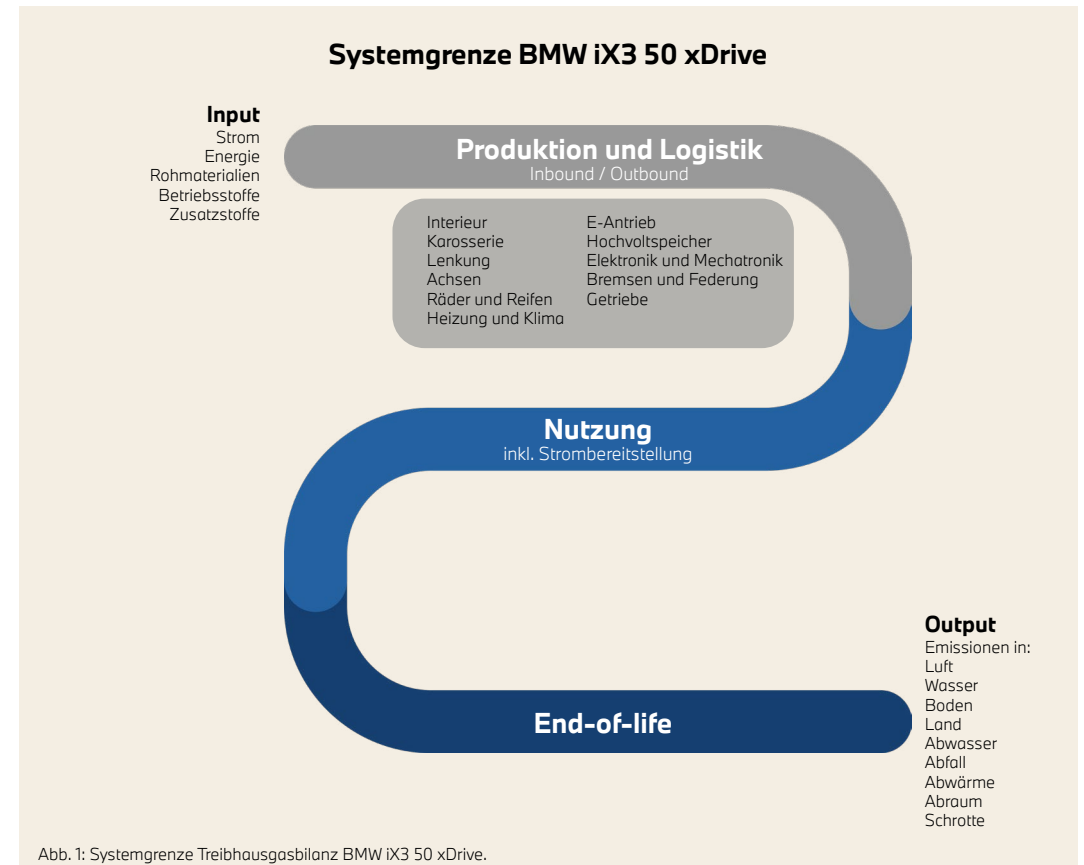 Systemgrenze BMW iX3 50 xDrive
Input
Strom
Energie
Rohmaterialien
Betriebsstoffe
Zusatzstoffe
Produktion und Logistik
Inbound / Outbound
Interieur
Karosserie
Lenkung
Achsen
Räder und Reifen
Heizung und Klima
E-Antrieb
Hochvoltspeicher
Elektronik und Mechatronik
Bremsen und Federung
Getriebe
Nutzung
inkl. Strombereitstellung
End-of-life
Output
Emissionen in:
Luft
Wasser
Boden
Land
Abwasser
Abfall
Abwärme
Abraum
Schrotte
Abb. 1: Systemgrenze Treibhausgasbilanz BMW iX3 50 xDrive.